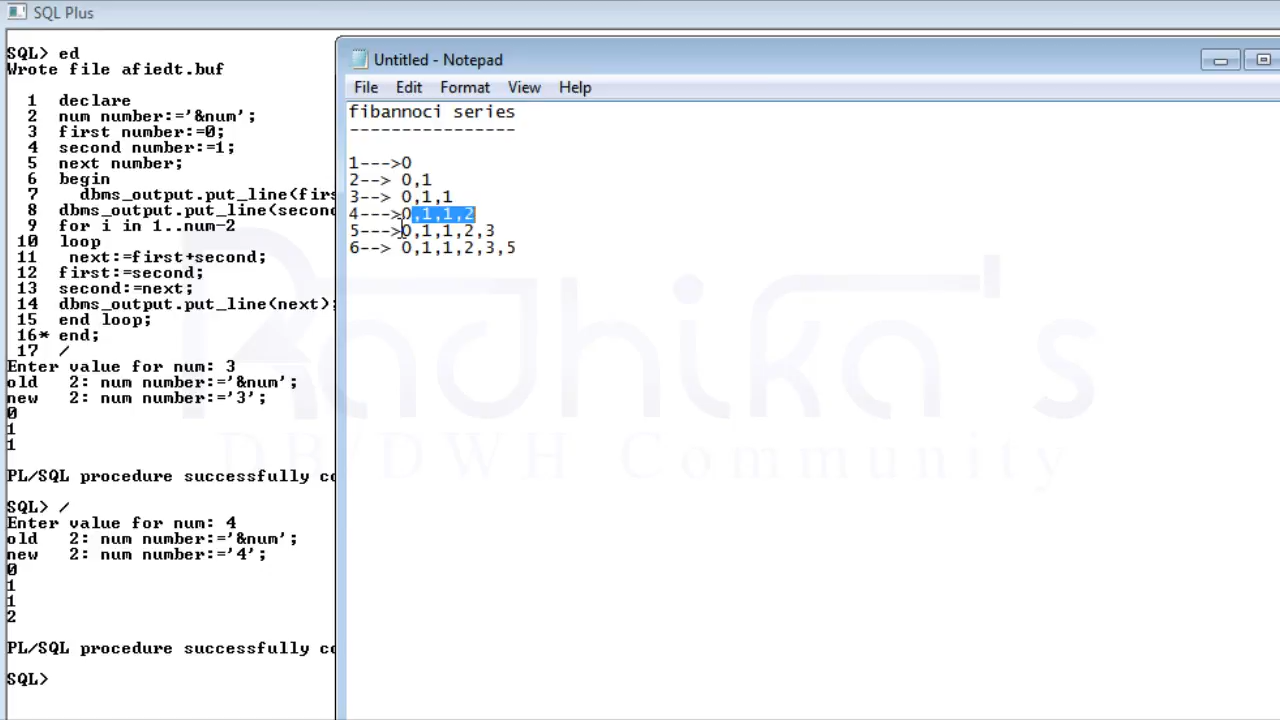 SQL Plus
SQL> ed
Wrote file afiedt.buf
1 declare
2 num number:='&num';
3 first number:=0;
4 second number:=1;
5 next number;
6 begin
7 dbms_output.put_line(firs
8 dbms_output.put_line(second
9 for i in 1..num-2
10 loop
11 next:=first+second;
12 first:=second;
13 second:=next;
14 dbms_output.put_line(next);
15 end loop;
16* end;
17 /
Enter value for num: 3
old 2: num number:='&num';
new 2: num number:='3';
0
1
1
PL/SQL procedure successfully co
SQL> /
Enter value for num: 4
old 2: num number:='&num';
new 2: num number:='4';
0
1
1
2
PL/SQL procedure successfully co
SQL>
Untitled - Notepad
File Edit Format View Help
fibannoci series
----------------
1--->0
2--> 0,1
3--> 0,1,1
4--->0,1,1,2
5--->0,1,1,2,3
6--> 0,1,1,2,3,5
Radhika's
DB/DWH Community